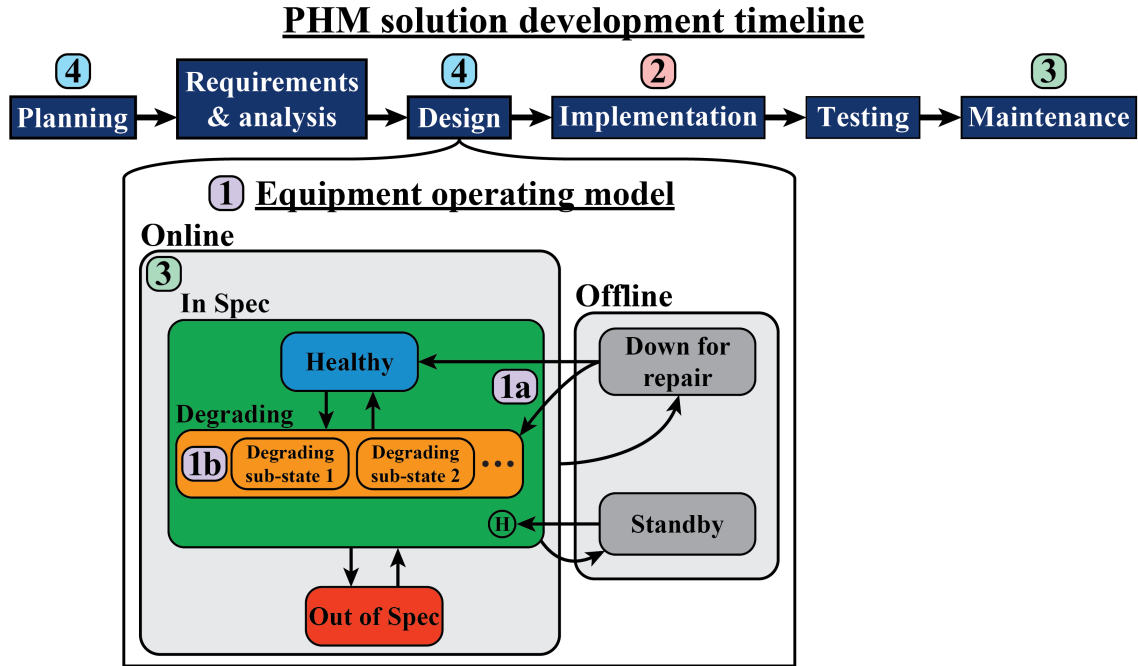 PHM solution development timeline
4
4
2
3
Planning
Requirements
& analysis
Design
Implementation
Testing
Maintenance
1 Equipment operating model
Online
3
In Spec
Offline
Healthy
Down for
repair
1a
Degrading
1b
Degrading
sub-state 1
Degrading
sub-state 2
...
H
Standby
Out of Spec